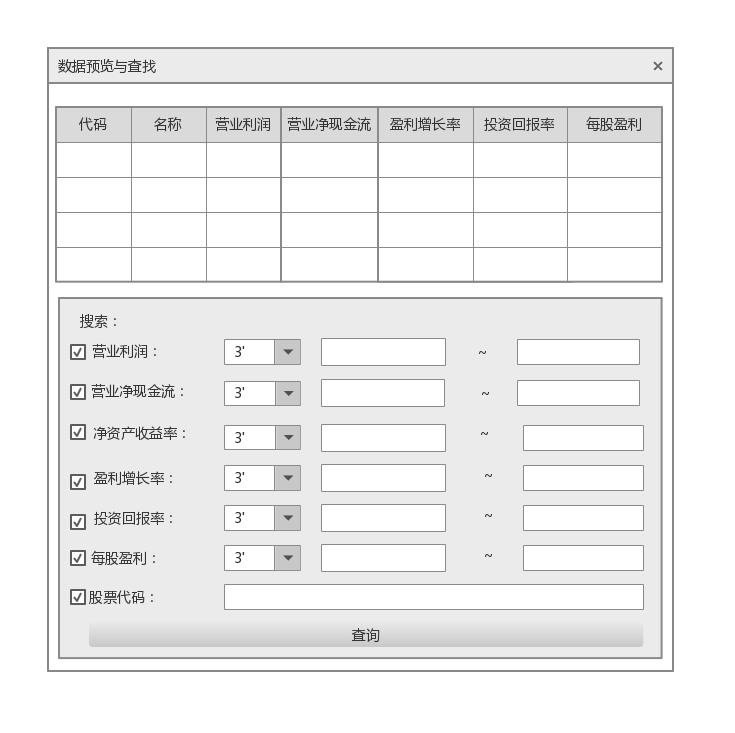 数据预览与查找 ×
代码 名称 营业利润 营业净现金流 盈利增长率 投资回报率 每股盈利
搜索：
营业利润： 3' ~
营业净现金流： 3' ~
净资产收益率： 3' ~
盈利增长率： 3' ~
投资回报率： 3' ~
每股盈利： 3' ~
股票代码：
查询